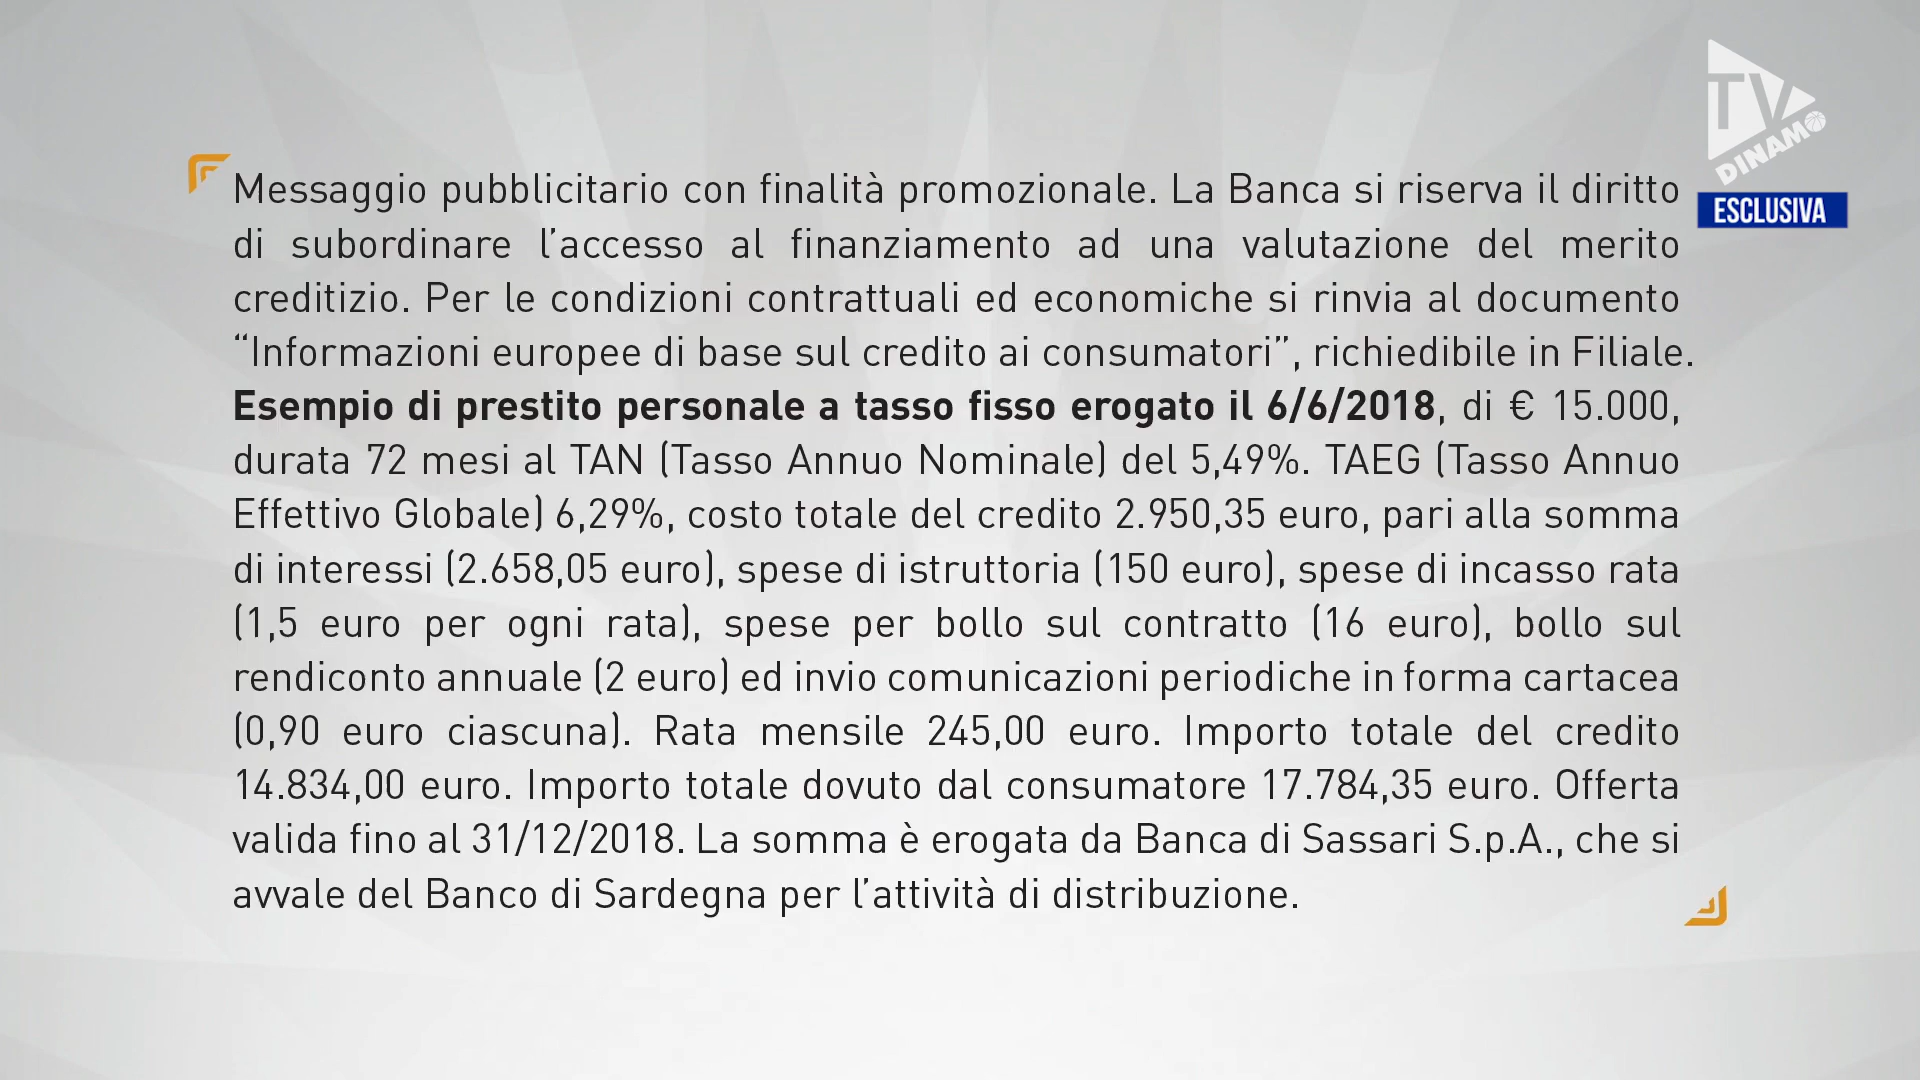 TV
DINAMO
ESCLUSIVA
Messaggio pubblicitario con finalità promozionale. La Banca si riserva il diritto
di subordinare l’accesso al finanziamento ad una valutazione del merito
creditizio. Per le condizioni contrattuali ed economiche si rinvia al documento
“Informazioni europee di base sul credito ai consumatori”, richiedibile in Filiale.
Esempio di prestito personale a tasso fisso erogato il 6/6/2018, di € 15.000,
durata 72 mesi al TAN (Tasso Annuo Nominale) del 5,49%. TAEG (Tasso Annuo
Effettivo Globale) 6,29%, costo totale del credito 2.950,35 euro, pari alla somma
di interessi (2.658,05 euro), spese di istruttoria (150 euro), spese di incasso rata
(1,5 euro per ogni rata), spese per bollo sul contratto (16 euro), bollo sul
rendiconto annuale (2 euro) ed invio comunicazioni periodiche in forma cartacea
(0,90 euro ciascuna). Rata mensile 245,00 euro. Importo totale del credito
14.834,00 euro. Importo totale dovuto dal consumatore 17.784,35 euro. Offerta
valida fino al 31/12/2018. La somma è erogata da Banca di Sassari S.p.A., che si
avvale del Banco di Sardegna per l’attività di distribuzione.